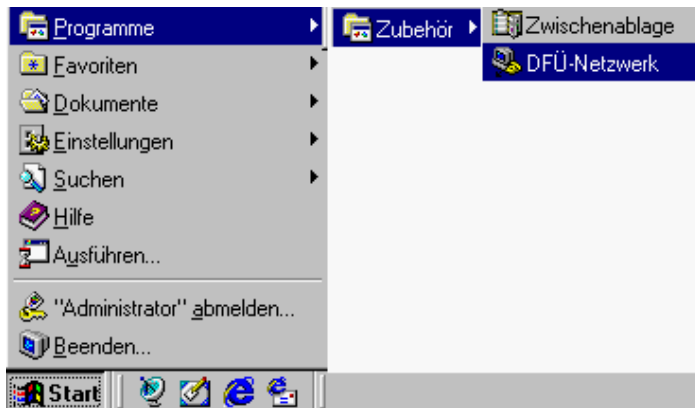 Programme
Favoriten
Dokumente
Einstellungen
Suchen
Hilfe
Ausführen...
"Administrator" abmelden...
Beenden...
Start
Zubehör
Zwischenablage
DFÜ-Netzwerk